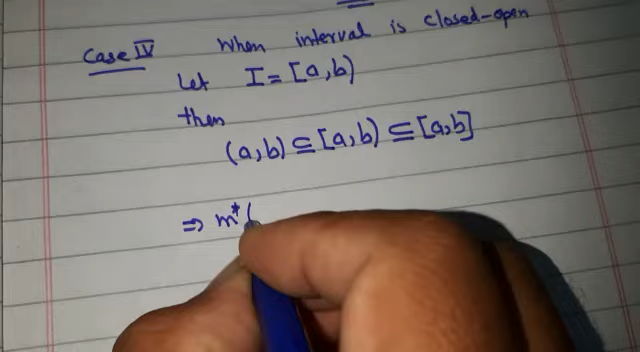 Case IV When interval is closed-open
Let I = [a, b)
then
(a, b) ⊆ [a, b) ⊆ [a, b]
⇒ m* (